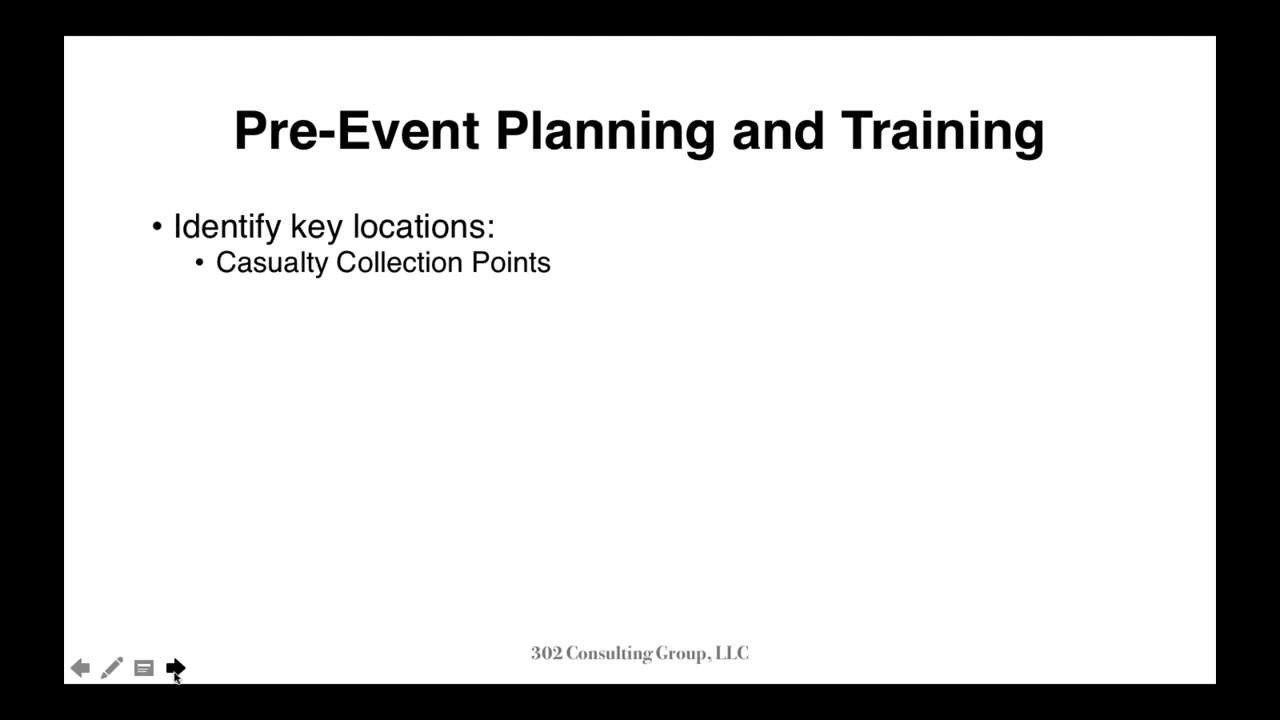 Pre-Event Planning and Training
• Identify key locations:
• Casualty Collection Points
302 Consulting Group, LLC